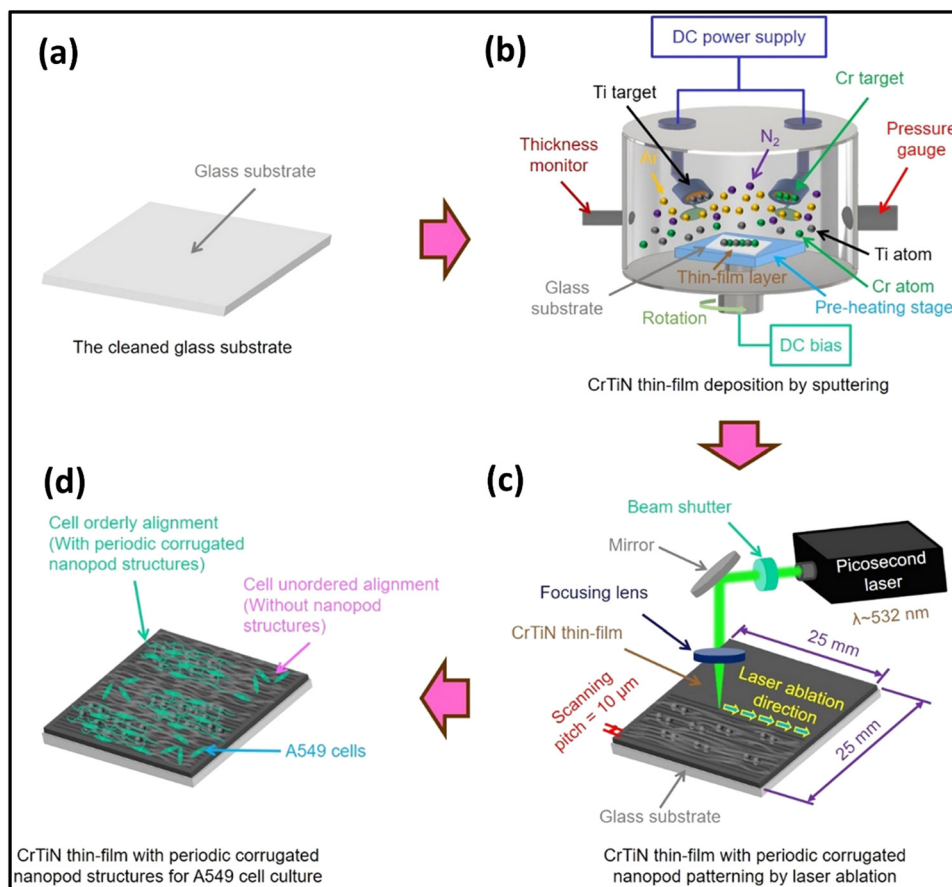 (a)
Glass substrate
The cleaned glass substrate
(b)
DC power supply
Ti target
Cr target
N₂
Ar
Thickness
monitor
Pressure
gauge
Ti atom
Thin-film layer
Glass
substrate
Cr atom
Pre-heating stage
Rotation
DC bias
CrTiN thin-film deposition by sputtering
(c)
Beam shutter
Mirror
Picosecond
laser
λ~532 nm
Focusing lens
CrTiN thin-film
25 mm
Laser ablation
direction
Scanning
pitch = 10 μm
25 mm
Glass substrate
CrTiN thin-film with periodic corrugated
nanopod patterning by laser ablation
(d)
Cell orderly alignment
(With periodic corrugated
nanopod structures)
Cell unordered alignment
(Without nanopod
structures)
A549 cells
CrTiN thin-film with periodic corrugated
nanopod structures for A549 cell culture